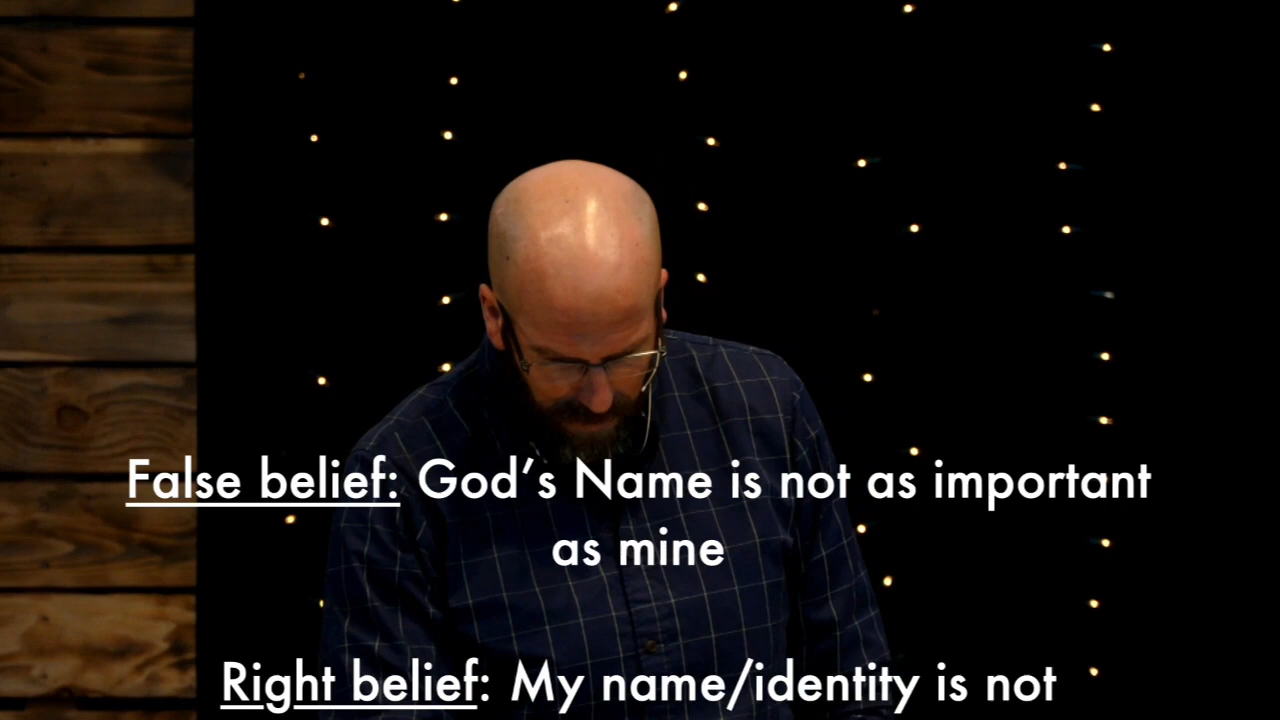 False belief: God’s Name is not as important
as mine
Right belief: My name/identity is not